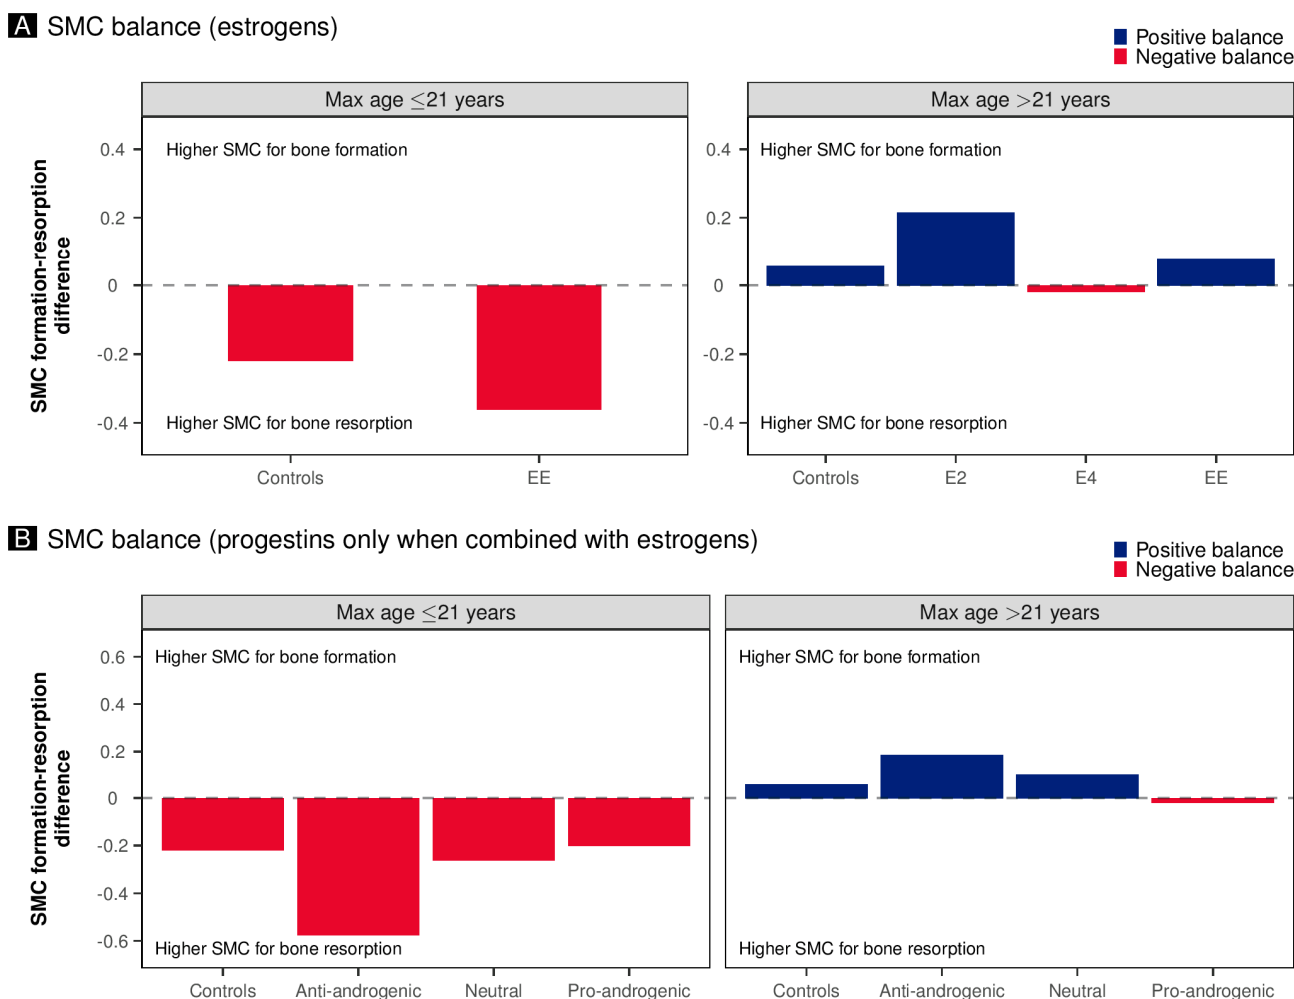 A SMC balance (estrogens)
Positive balance
Negative balance
Max age ≤21 years
Max age >21 years
SMC formation-resorption
difference
0.4
0.2
0
-0.2
-0.4
Higher SMC for bone formation
Higher SMC for bone resorption
Controls
EE
0.4
0.2
0
-0.2
-0.4
Higher SMC for bone formation
Higher SMC for bone resorption
Controls
E2
E4
EE
B SMC balance (progestins only when combined with estrogens)
Positive balance
Negative balance
Max age ≤21 years
Max age >21 years
SMC formation-resorption
difference
0.6
0.4
0.2
0
-0.2
-0.4
-0.6
Higher SMC for bone formation
Higher SMC for bone resorption
Controls
Anti-androgenic
Neutral
Pro-androgenic
Higher SMC for bone formation
Higher SMC for bone resorption
Controls
Anti-androgenic
Neutral
Pro-androgenic